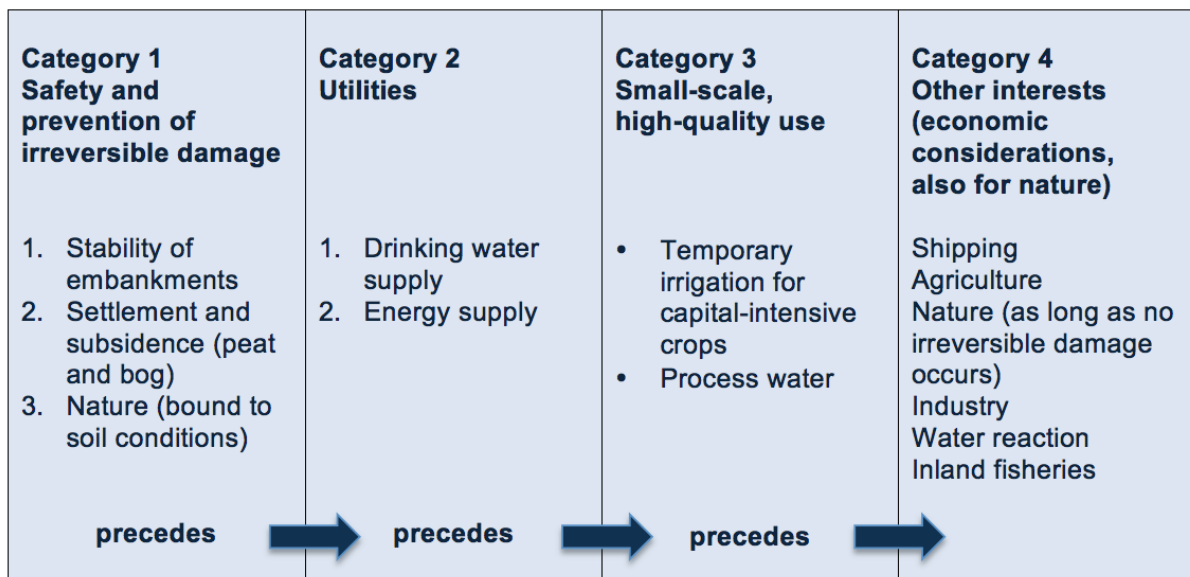 Category 1
Safety and
prevention of
irreversible damage
1. Stability of
embankments
2. Settlement and
subsidence (peat
and bog)
3. Nature (bound to
soil conditions)
precedes
Category 2
Utilities
1. Drinking water
supply
2. Energy supply
precedes
Category 3
Small-scale,
high-quality use
• Temporary
irrigation for
capital-intensive
crops
• Process water
precedes
Category 4
Other interests
(economic
considerations,
also for nature)
Shipping
Agriculture
Nature (as long as no
irreversible damage
occurs)
Industry
Water reaction
Inland fisheries